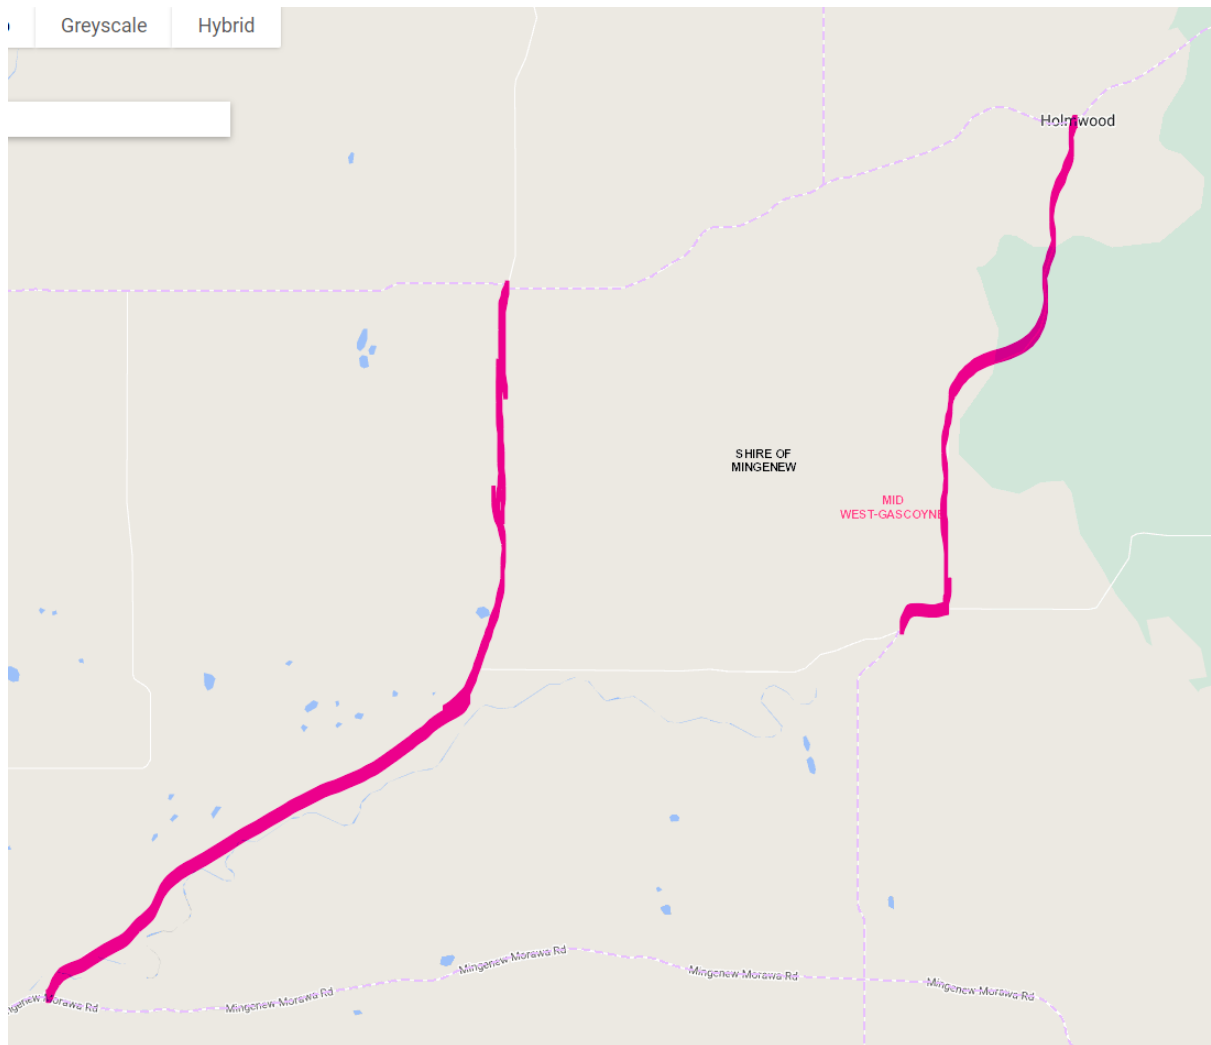 Greyscale
Hybrid
Holmwood
SHIRE OF
MINGENEW
MID
WEST-GASCOYNE
Mingenew Morawa Rd
Mingenew Morawa Rd
Mingenew Morawa Rd
Mingenew Morawa Rd
ngenew Morawa Rd